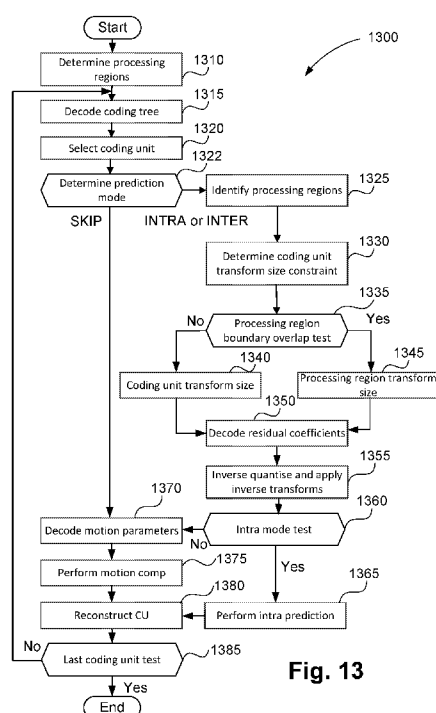 Start
1300
Determine processing
regions
1310
Decode coding tree
1315
Select coding unit
1320
Determine prediction
mode
1322
Identify processing regions
1325
SKIP
INTRA or INTER
Determine coding unit
transform size constraint
1330
Processing region
boundary overlap test
1335
No
Yes
Coding unit transform size
1340
Processing region transform
size
1345
Decode residual coefficients
1350
Inverse quantise and apply
inverse transforms
1355
Intra mode test
1360
Decode motion parameters
1370
No
Yes
Perform motion comp
1375
Reconstruct CU
1380
Perform intra prediction
1365
No
Last coding unit test
1385
Yes
End
Fig. 13